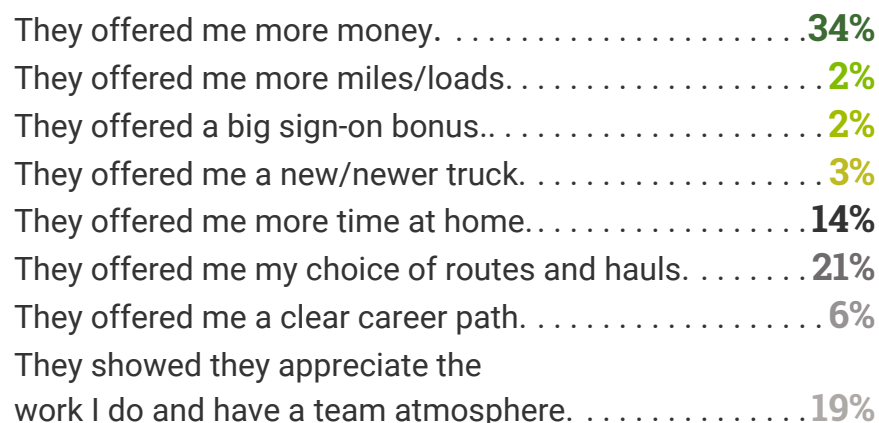 They offered me more money. . . . . . . . . . . . . . . . . . . . . . . .34%
They offered me more miles/loads. . . . . . . . . . . . . . . . . . . . 2%
They offered a big sign-on bonus.. . . . . . . . . . . . . . . . . . . . . 2%
They offered me a new/newer truck. . . . . . . . . . . . . . . . . . . 3%
They offered me more time at home. . . . . . . . . . . . . . . . . .14%
They offered me my choice of routes and hauls. . . . . . . .21%
They offered me a clear career path. . . . . . . . . . . . . . . . . . . 6%
They showed they appreciate the
work I do and have a team atmosphere. . . . . . . . . . . . . . .19%